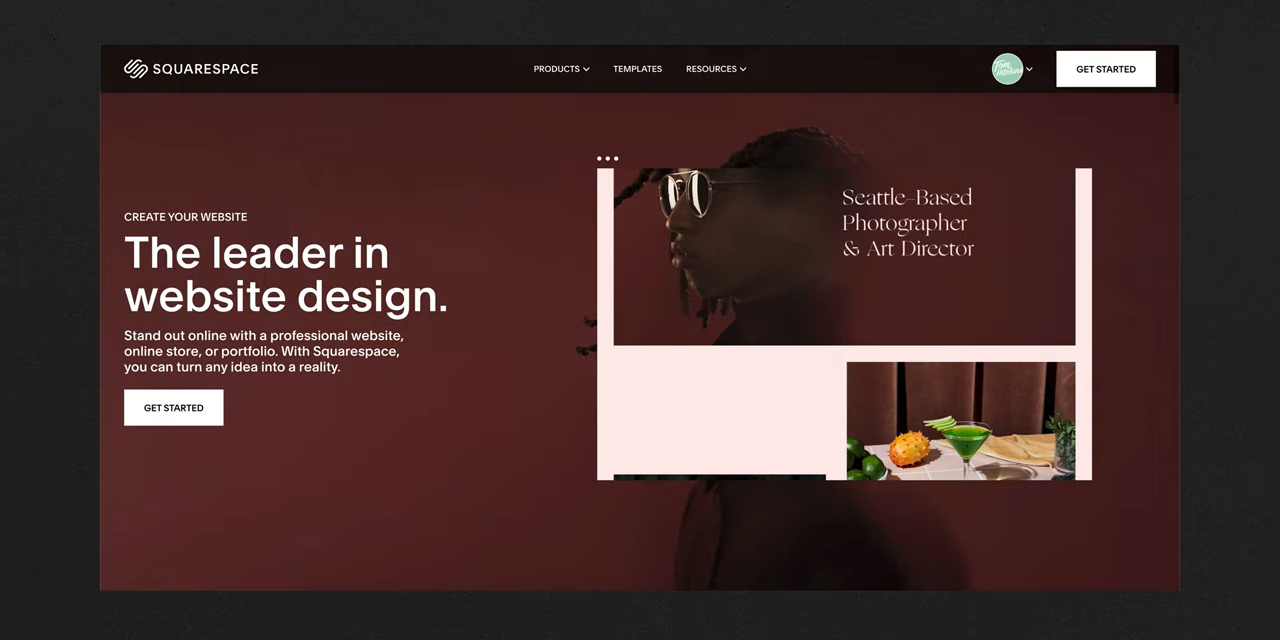 SQUARESPACE
PRODUCTS
TEMPLATES
RESOURCES
Tom
GET STARTED
CREATE YOUR WEBSITE
The leader in
website design.
Stand out online with a professional website,
online store, or portfolio. With Squarespace,
you can turn any idea into a reality.
GET STARTED
Seattle-Based
Photographer
& Art Director